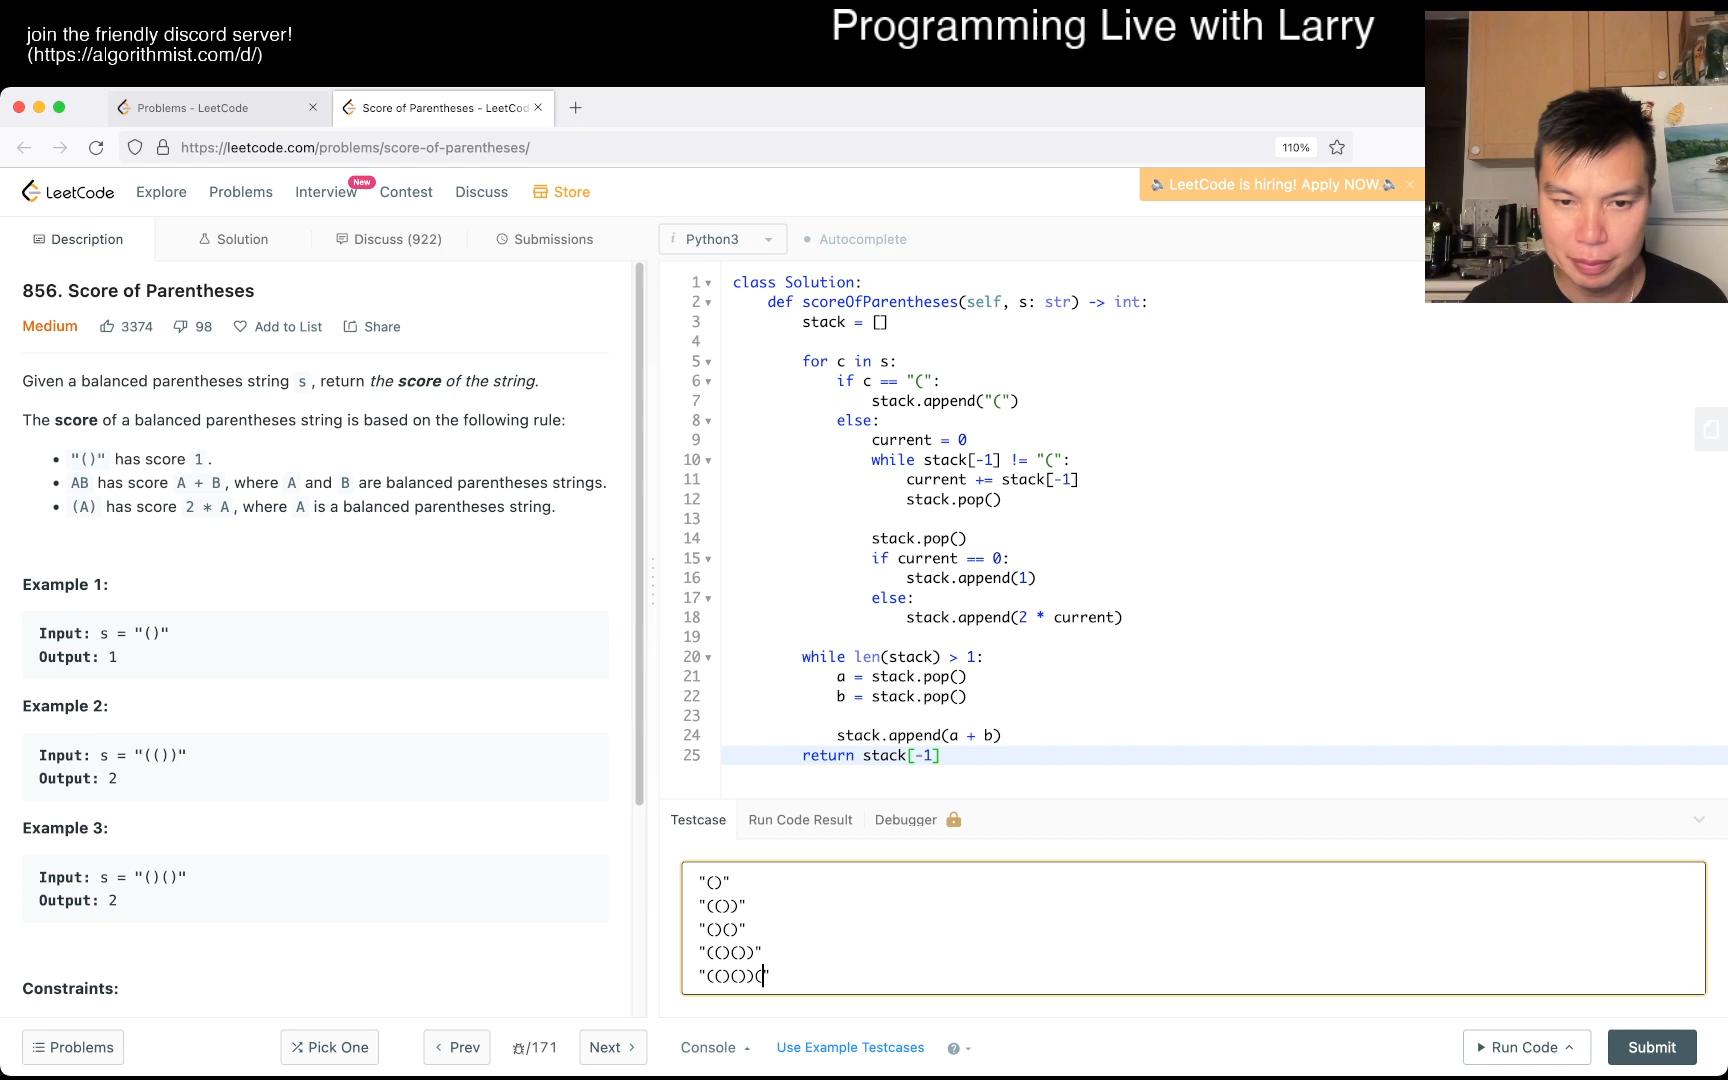 join the friendly discord server!
(https://algorithmist.com/d/)
Programming Live with Larry
Problems - LeetCode
Score of Parentheses - LeetCod
https://leetcode.com/problems/score-of-parentheses/
110%
LeetCode
Explore
Problems
Interview
New
Contest
Discuss
Store
LeetCode is hiring! Apply NOW.
Description
Solution
Discuss (922)
Submissions
i Python3
Autocomplete
856. Score of Parentheses
Medium
3374
98
Add to List
Share
Given a balanced parentheses string s, return the score of the string.
The score of a balanced parentheses string is based on the following rule:
• "()" has score 1.
• AB has score A + B, where A and B are balanced parentheses strings.
• (A) has score 2 * A, where A is a balanced parentheses string.
Example 1:
Input: s = "()"
Output: 1
Example 2:
Input: s = "(())"
Output: 2
Example 3:
Input: s = "()()"
Output: 2
Constraints:
1 class Solution:
2     def scoreOfParentheses(self, s: str) -> int:
3         stack = []
4
5         for c in s:
6             if c == "(":
7                 stack.append("(")
8             else:
9                 current = 0
10                 while stack[-1] != "(":
11                     current += stack[-1]
12                     stack.pop()
13
14                 stack.pop()
15                 if current == 0:
16                     stack.append(1)
17                 else:
18                     stack.append(2 * current)
19
20         while len(stack) > 1:
21             a = stack.pop()
22             b = stack.pop()
23
24             stack.append(a + b)
25         return stack[-1]
Testcase
Run Code Result
Debugger
"()"
"(())"
"()()"
"(()())"
"(()())("
Problems
Pick One
Prev
/171
Next
Console
Use Example Testcases
Run Code
Submit